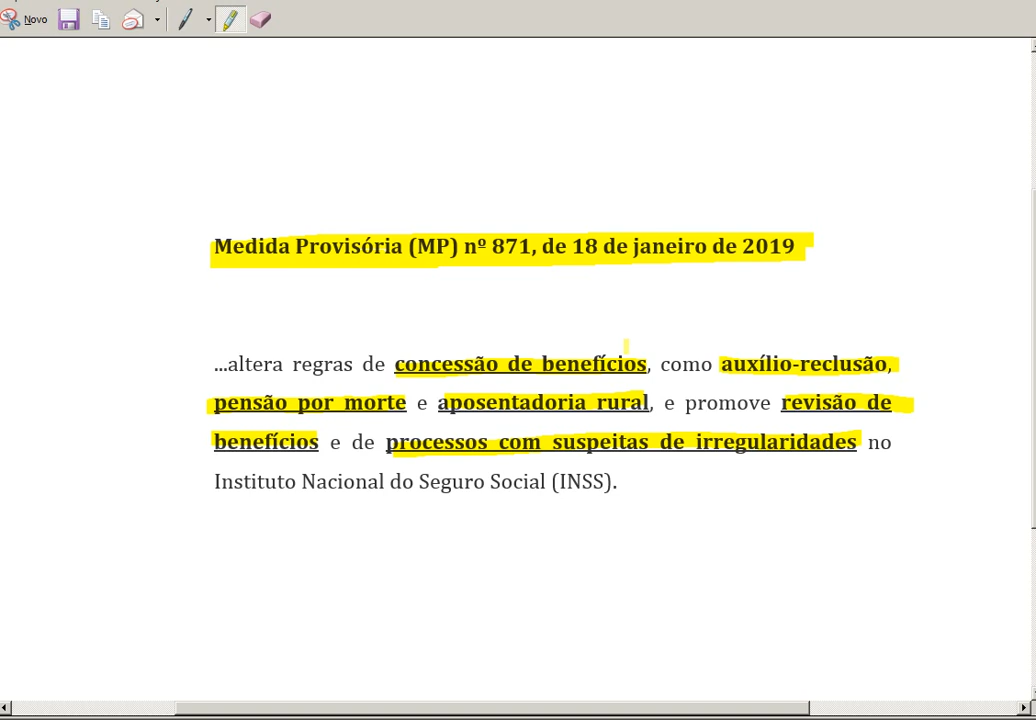 Novo
Medida Provisória (MP) nº 871, de 18 de janeiro de 2019
...altera regras de concessão de benefícios, como auxílio-reclusão,
pensão por morte e aposentadoria rural, e promove revisão de
benefícios e de processos com suspeitas de irregularidades no
Instituto Nacional do Seguro Social (INSS).